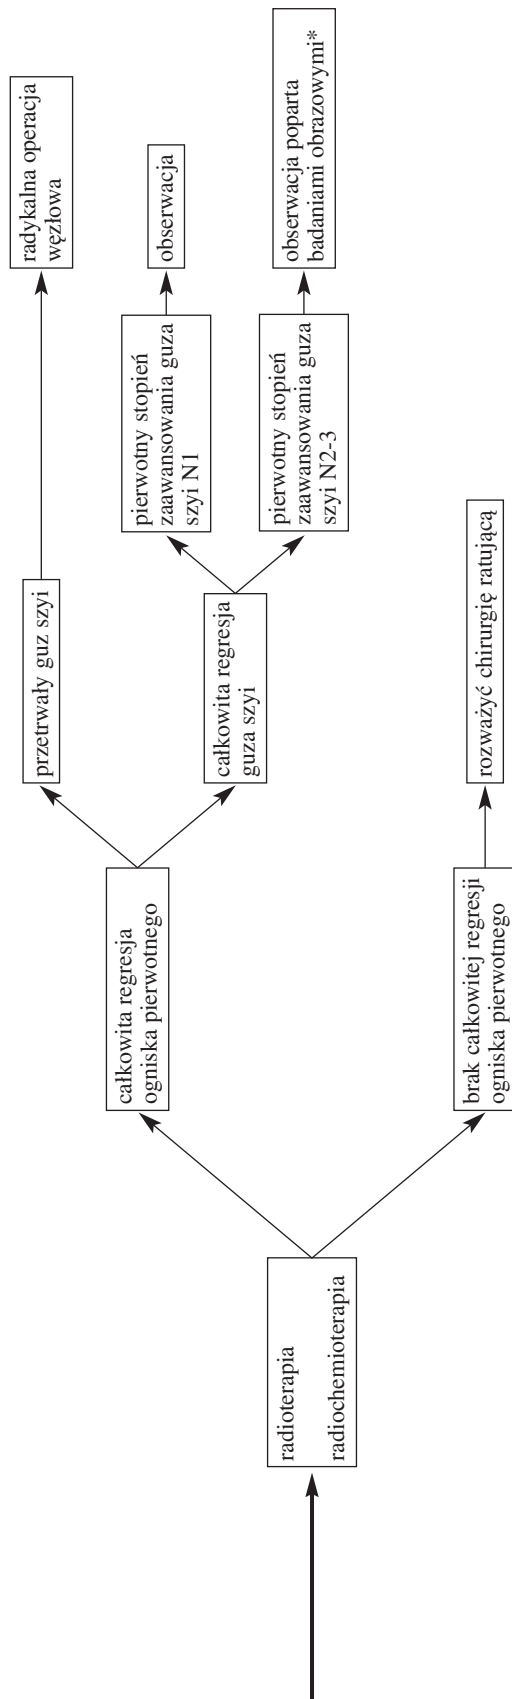 radioterapia
radiochemioterapia
całkowita regresja
ogniska pierwotnego
przetrwały guz szyi
radykalna operacja
węzłowa
całkowita regresja
guza szyi
pierwotny stopień
zaawansowania guza
szyi N1
obserwacja
pierwotny stopień
zaawansowania guza
szyi N2-3
obserwacja poparta
badaniami obrazowymi*
brak całkowitej regresji
ogniska pierwotnego
rozważyć chirurgię ratującą